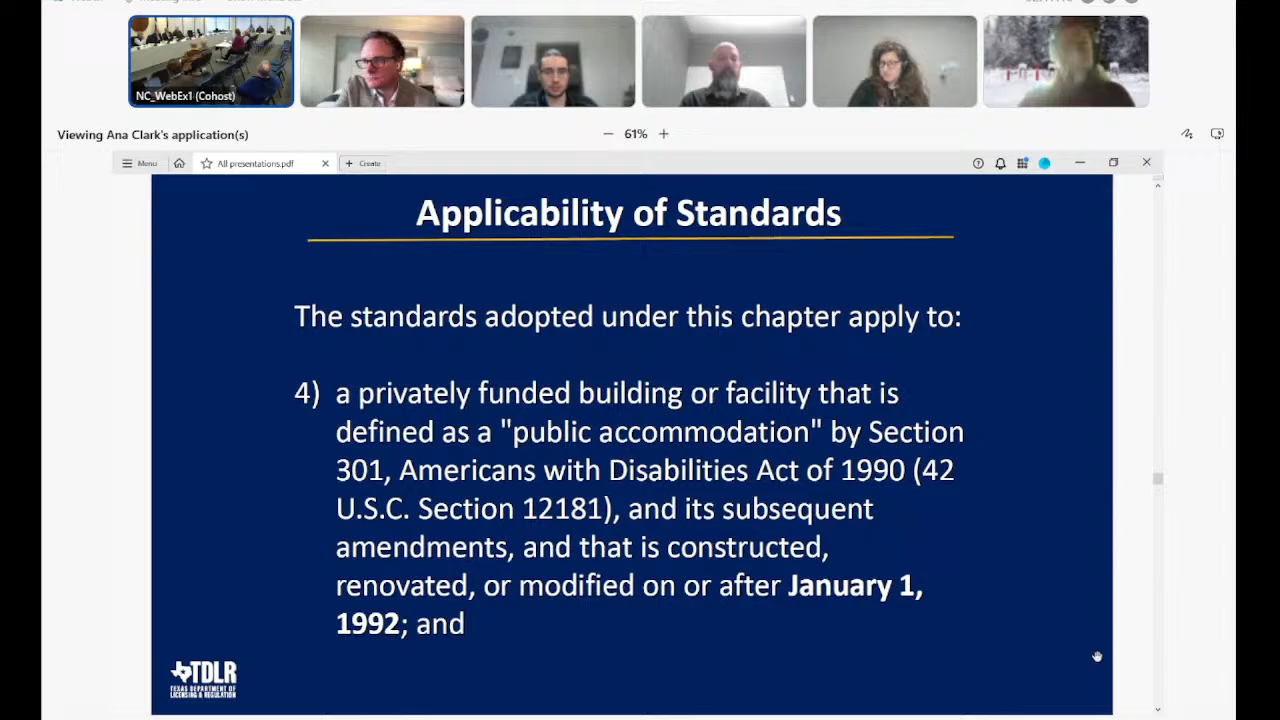 NC_WebEx1 (Cohost)
Viewing Ana Clark's application(s)
61%
Menu
All presentations.pdf
Create
Applicability of Standards
The standards adopted under this chapter apply to:
4) a privately funded building or facility that is
defined as a "public accommodation" by Section
301, Americans with Disabilities Act of 1990 (42
U.S.C. Section 12181), and its subsequent
amendments, and that is constructed,
renovated, or modified on or after January 1,
1992; and
TDLR
TEXAS DEPARTMENT OF
LICENSING & REGULATION